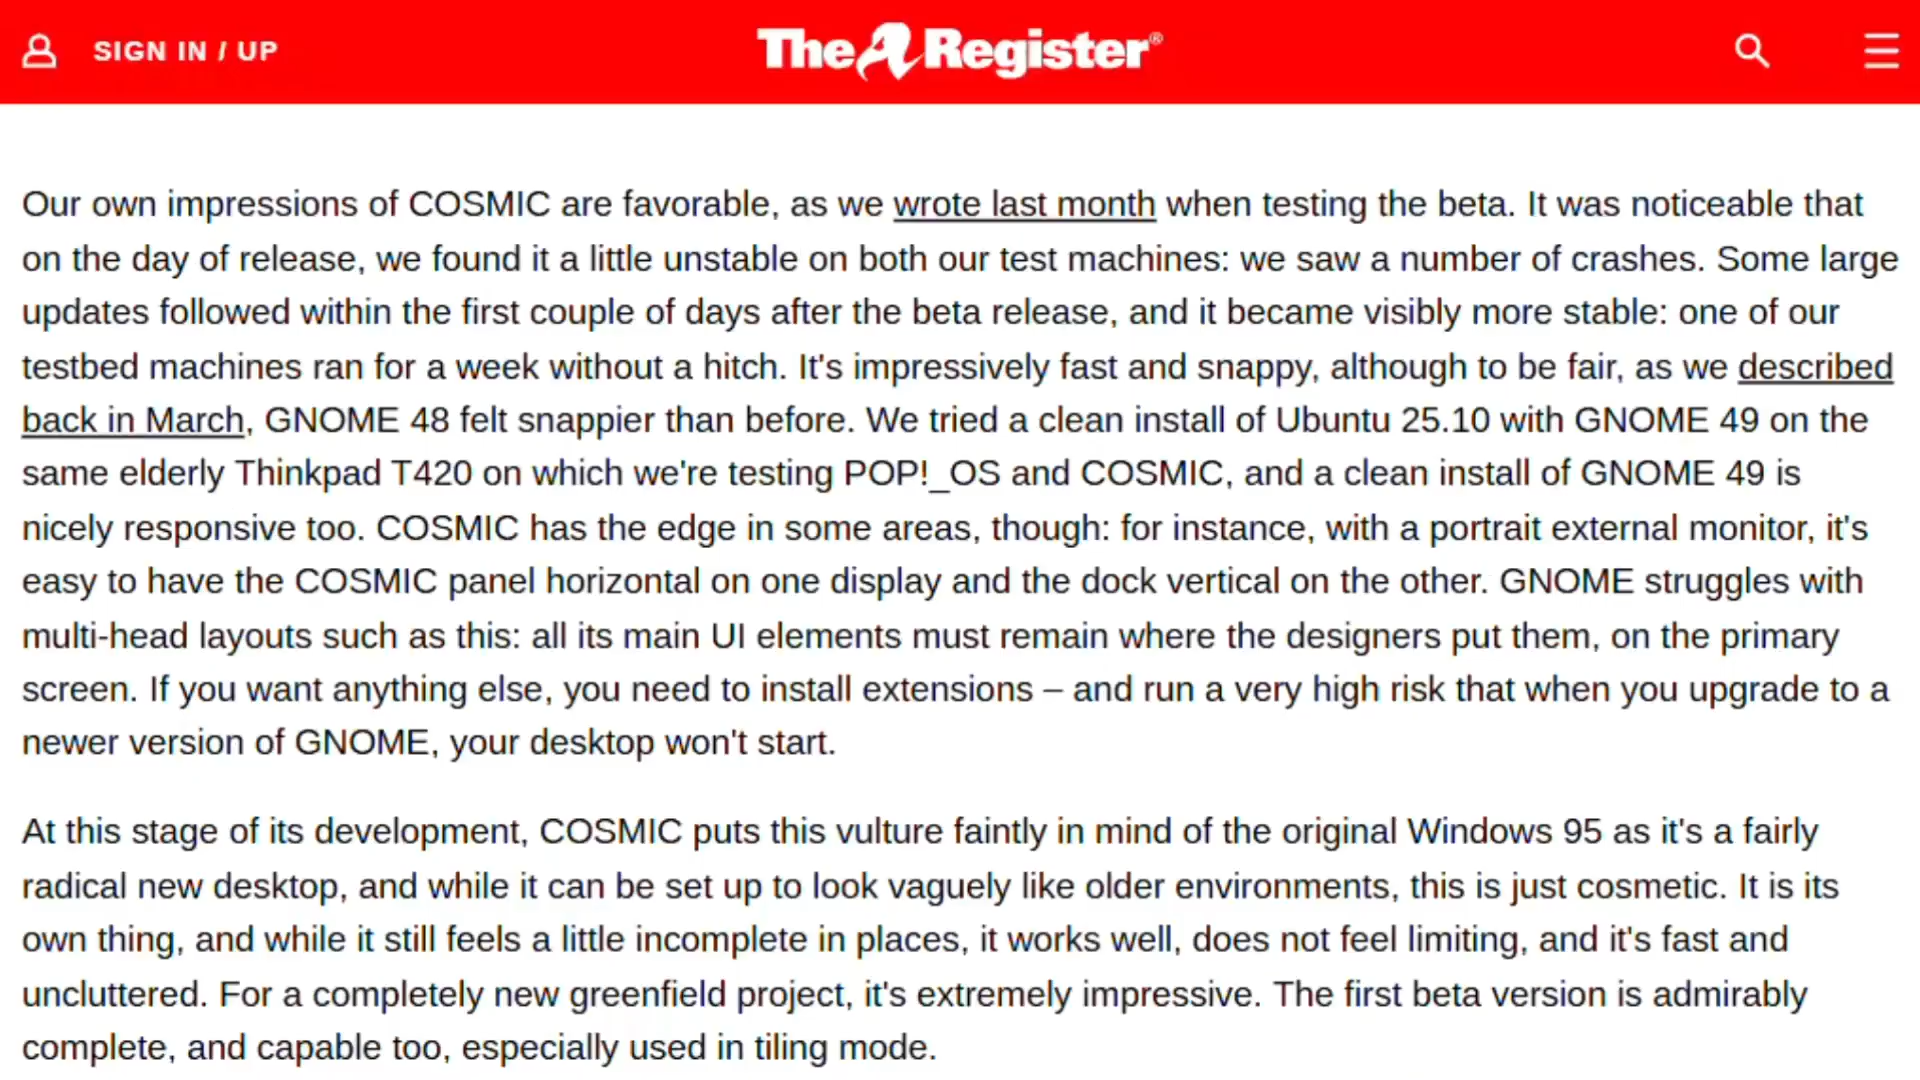 SIGN IN / UP
The Register®
Our own impressions of COSMIC are favorable, as we wrote last month when testing the beta. It was noticeable that
on the day of release, we found it a little unstable on both our test machines: we saw a number of crashes. Some large
updates followed within the first couple of days after the beta release, and it became visibly more stable: one of our
testbed machines ran for a week without a hitch. It's impressively fast and snappy, although to be fair, as we described
back in March, GNOME 48 felt snappier than before. We tried a clean install of Ubuntu 25.10 with GNOME 49 on the
same elderly Thinkpad T420 on which we're testing POP!_OS and COSMIC, and a clean install of GNOME 49 is
nicely responsive too. COSMIC has the edge in some areas, though: for instance, with a portrait external monitor, it's
easy to have the COSMIC panel horizontal on one display and the dock vertical on the other. GNOME struggles with
multi-head layouts such as this: all its main UI elements must remain where the designers put them, on the primary
screen. If you want anything else, you need to install extensions – and run a very high risk that when you upgrade to a
newer version of GNOME, your desktop won't start.
At this stage of its development, COSMIC puts this vulture faintly in mind of the original Windows 95 as it's a fairly
radical new desktop, and while it can be set up to look vaguely like older environments, this is just cosmetic. It is its
own thing, and while it still feels a little incomplete in places, it works well, does not feel limiting, and it's fast and
uncluttered. For a completely new greenfield project, it's extremely impressive. The first beta version is admirably
complete, and capable too, especially used in tiling mode.